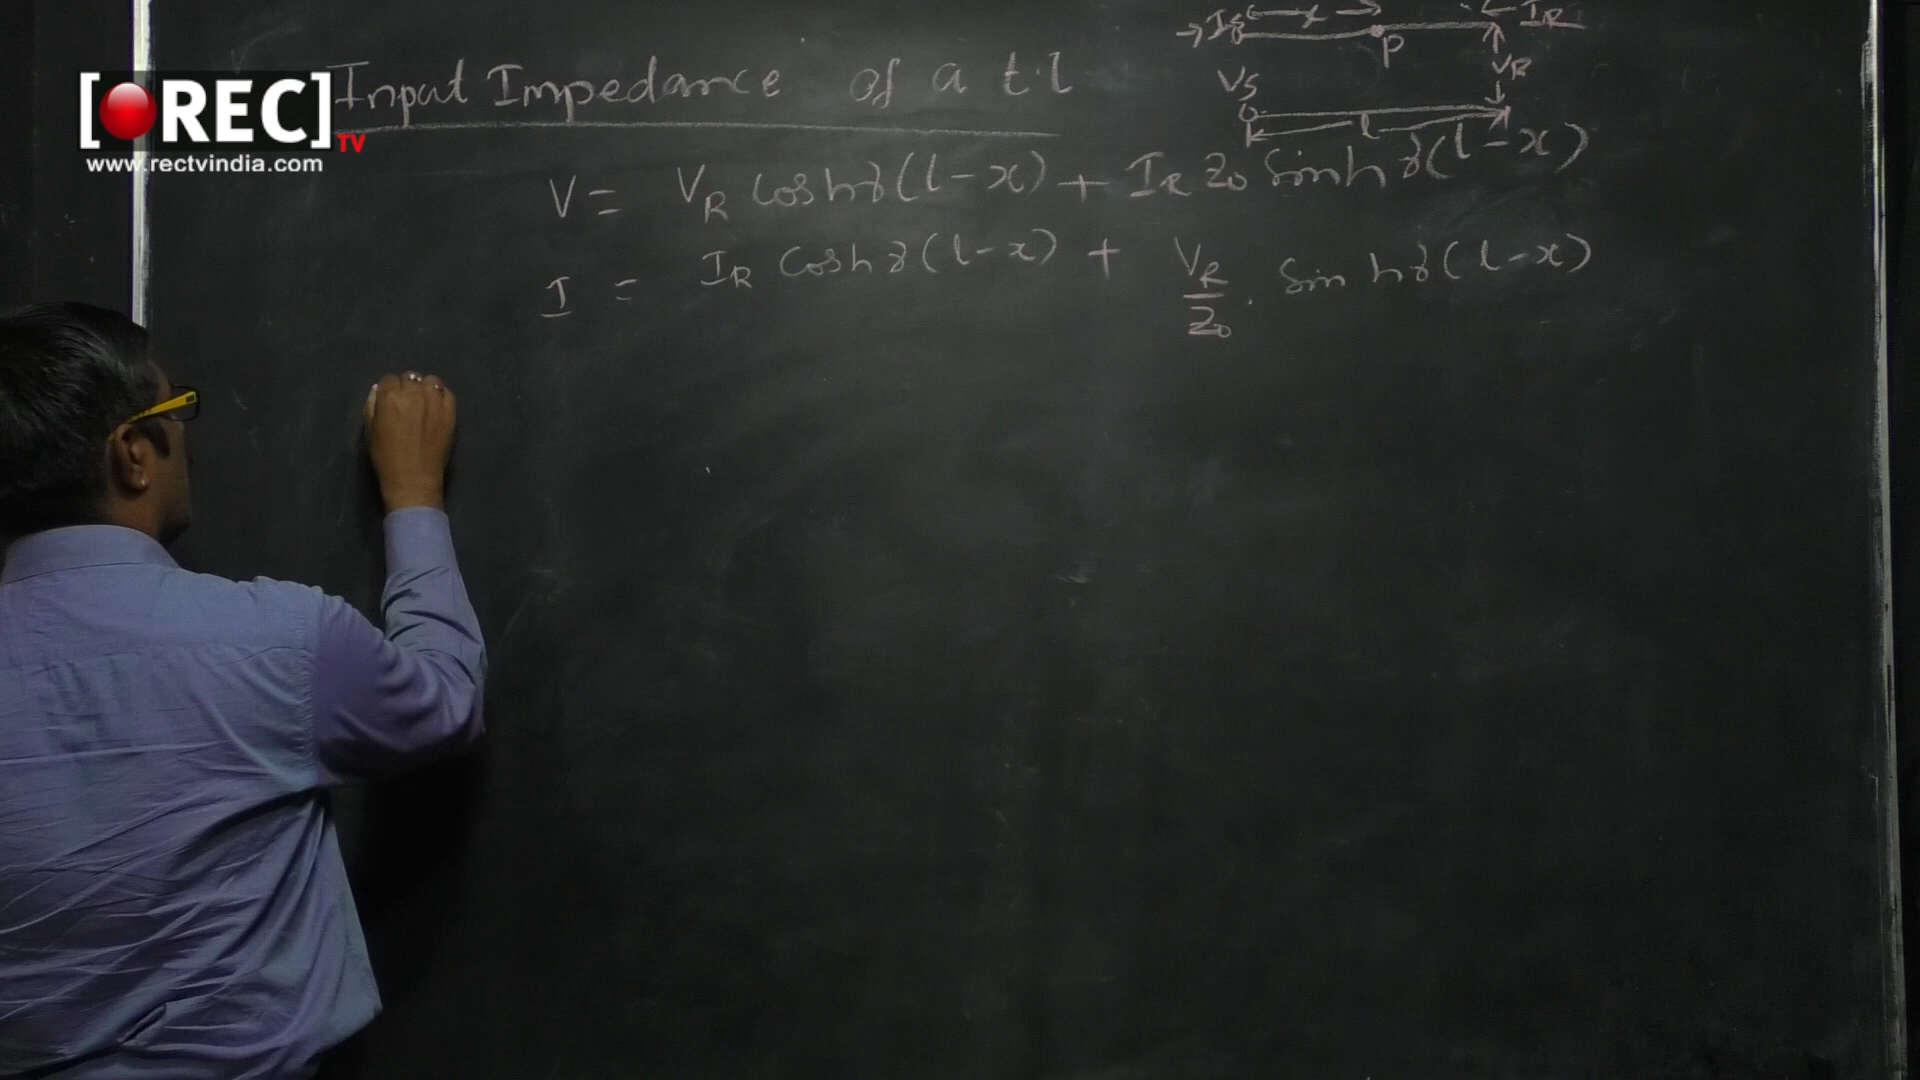 [REC] TV
www.rectvindia.com
Input Impedance of a t.l
→ Is x IR
P
Vs VR
l
V = VR cosh γ(l-x) + IR Z0 Sinh γ(l-x)
I = IR Cosh γ(l-x) + VR/Z0 . Sinh γ(l-x)